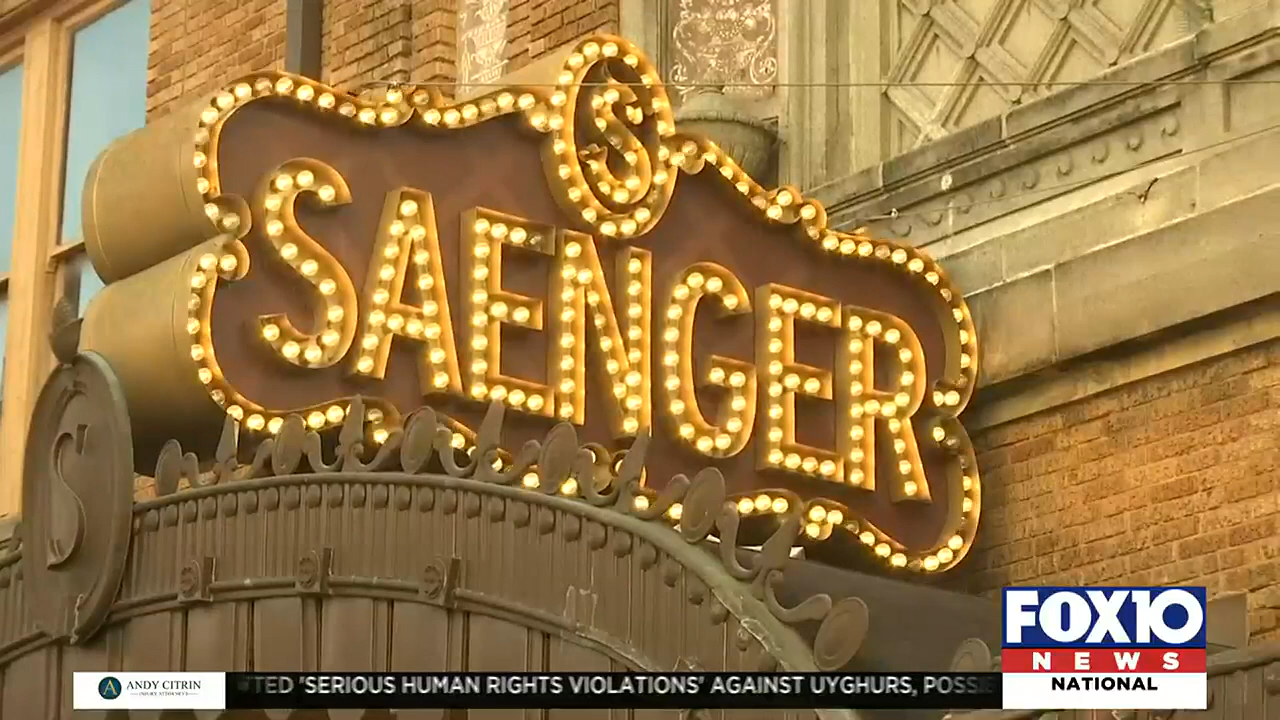 S
SAENGER
S
FOX10
NEWS
NATIONAL
A ANDY CITRIN
INJURY ATTORNEYS
TED 'SERIOUS HUMAN RIGHTS VIOLATIONS' AGAINST UYGHURS, POSS